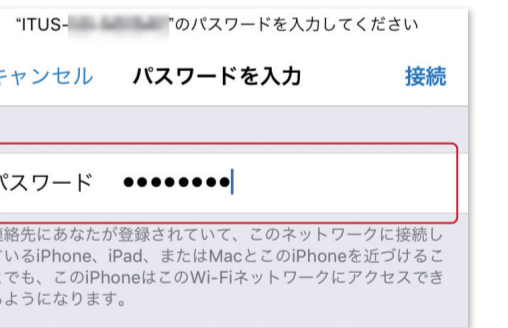 “ITUS-”のパスワードを入力してください
キャンセル パスワードを入力 接続
パスワード ••••••••
連絡先にあなたが登録されていて、このネットワークに接続し
ているiPhone、iPad、またはMacとこのiPhoneを近づけるこ
とでも、このiPhoneはこのWi-Fiネットワークにアクセスでき
るようになります。